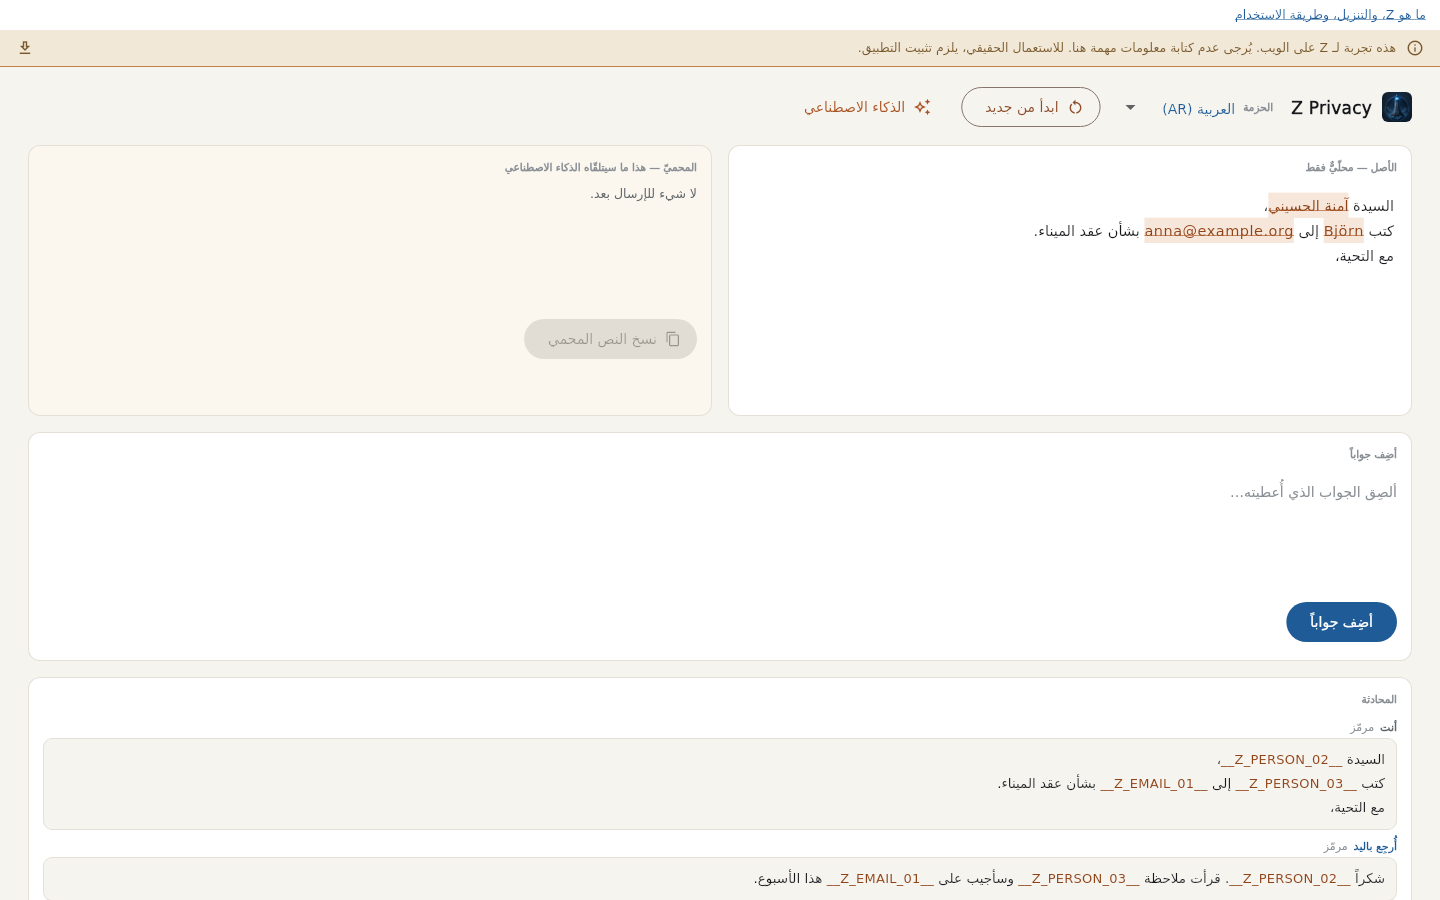 ما هو Z، والتنزيل، وطريقة الاستخدام
هذه تجربة لـ Z على الويب. يُرجى عدم كتابة معلومات مهمة هنا. للاستعمال الحقيقي، يلزم تثبيت التطبيق.
Z Privacy
الحزمة
العربية (AR)
ابدأ من جديد
الذكاء الاصطناعي
الأصل — محلّيٌّ فقط
السيدة آمنة الحسيني،
كتب Björn إلى anna@example.org بشأن عقد الميناء.
مع التحية،
المحميّ — هذا ما سيتلقّاه الذكاء الاصطناعي
لا شيء للإرسال بعد.
نسخ النص المحمي
أضِف جواباً
ألصِق الجواب الذي أُعطيته...
أضِف جواباً
المحادثة
أنت مرمّز
السيدة __Z_PERSON_02__،
كتب __Z_PERSON_03__ إلى __Z_EMAIL_01__ بشأن عقد الميناء.
مع التحية،
أُرجِع باليد مرمّز
شكراً __Z_PERSON_02__. قرأت ملاحظة __Z_PERSON_03__ وسأجيب على __Z_EMAIL_01__ هذا الأسبوع.